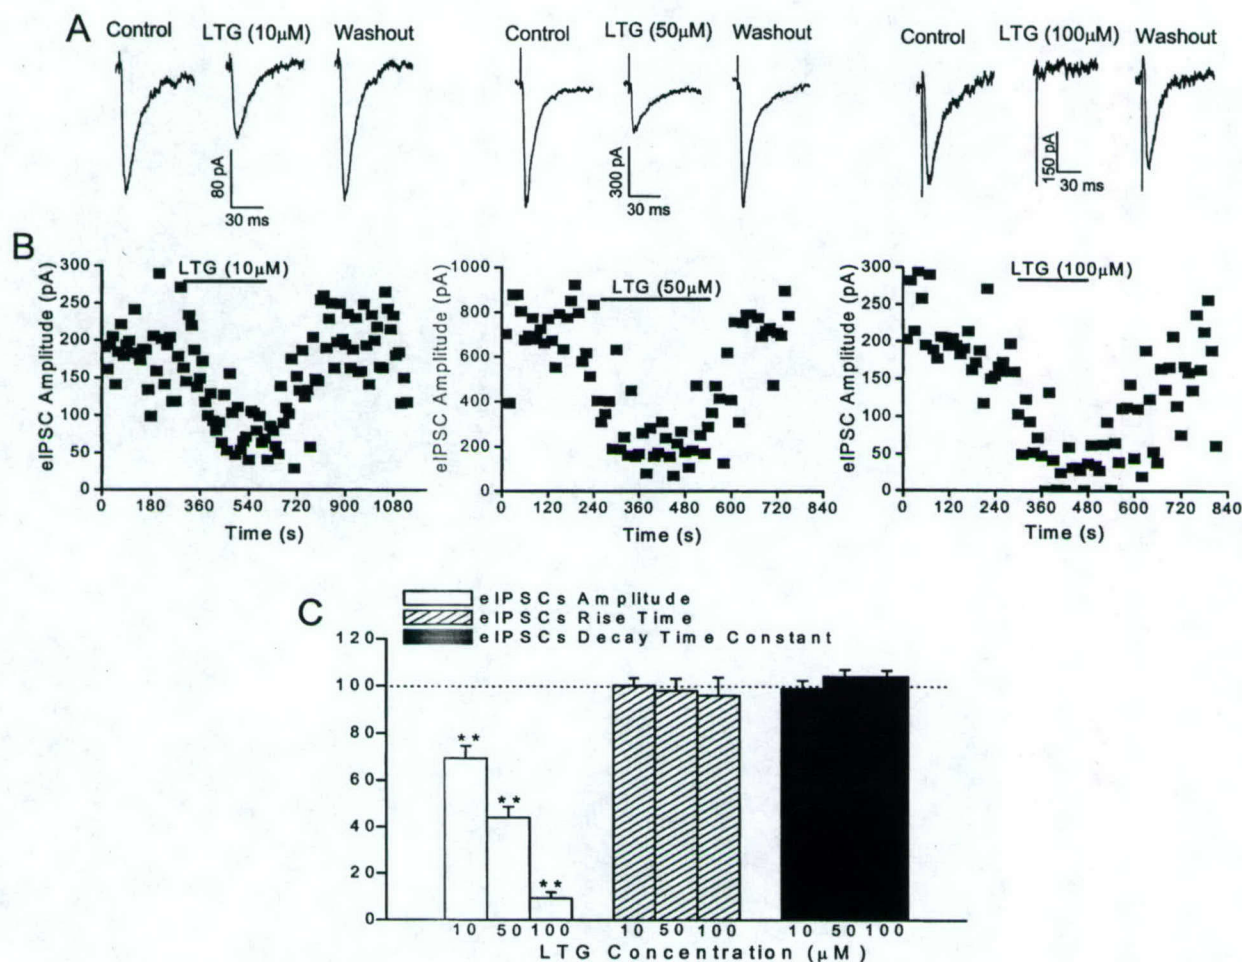 A
Control LTG (10µM) Washout
80 pA
30 ms
Control LTG (50µM) Washout
300 pA
30 ms
Control LTG (100µM) Washout
150 pA
30 ms
B
eIPSC Amplitude (pA)
300
250
200
150
100
50
0
LTG (10µM)
0 180 360 540 720 900 1080
Time (s)
eIPSC Amplitude (pA)
1000
800
600
400
200
0
LTG (50µM)
0 120 240 360 480 600 720 840
Time (s)
eIPSC Amplitude (pA)
300
250
200
150
100
50
0
LTG (100µM)
0 120 240 360 480 600 720 840
Time (s)
C
eIPSCs Amplitude
eIPSCs Rise Time
eIPSCs Decay Time Constant
120
100
80
60
40
20
0
**
**
**
10 50 100 10 50 100 10 50 100
LTG Concentration (µM)